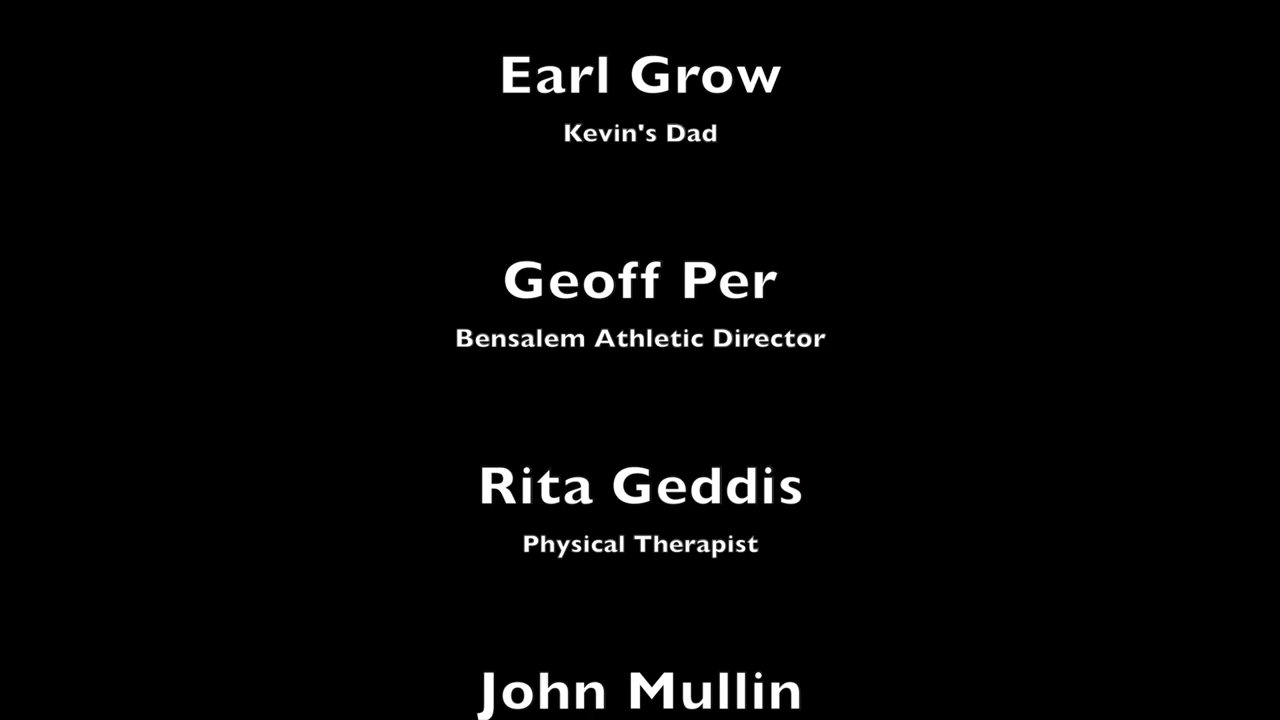 Earl Grow
Kevin's Dad
Geoff Per
Bensalem Athletic Director
Rita Geddis
Physical Therapist
John Mullin